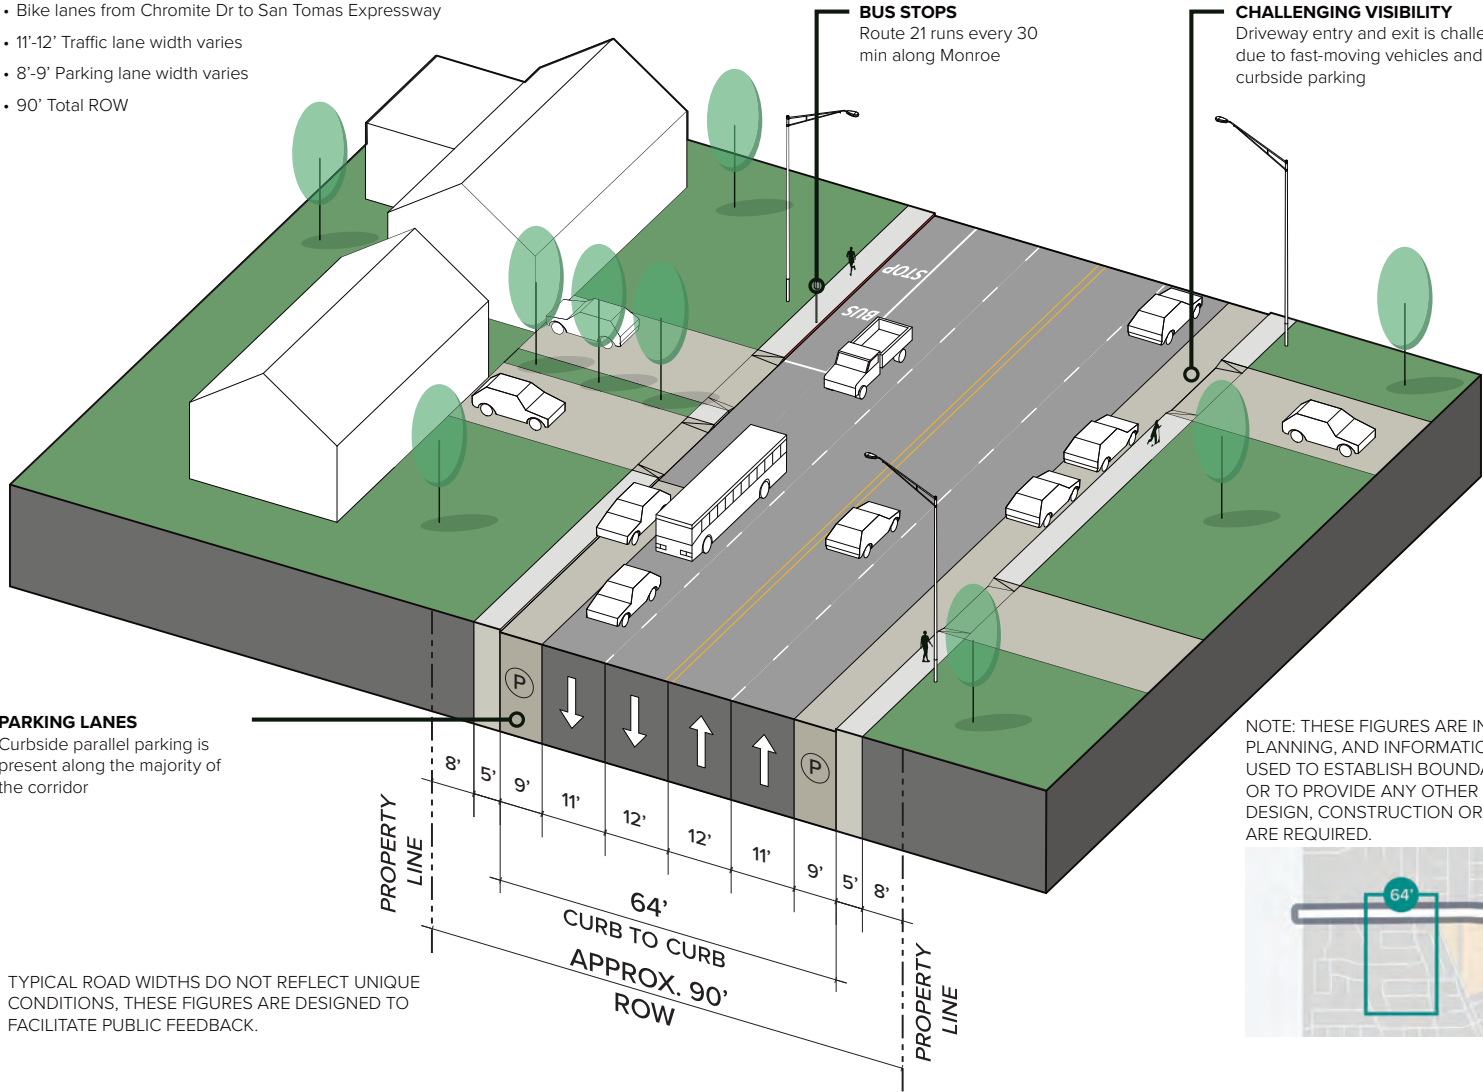 • Bike lanes from Chromite Dr to San Tomas Expressway
• 11'-12' Traffic lane width varies
• 8'-9' Parking lane width varies
• 90' Total ROW
BUS STOPS
Route 21 runs every 30
min along Monroe
CHALLENGING VISIBILITY
Driveway entry and exit is
due to fast-moving vehicles and
curbside parking
STOP
BUS
PARKING LANES
Curbside parallel parking is
present along the majority of
the corridor
P
P
8' 5' 9' 11' 12' 12' 11' 9' 5' 8'
PROPERTY
LINE
64'
CURB TO CURB
APPROX. 90'
ROW
PROPERTY
LINE
TYPICAL ROAD WIDTHS DO NOT REFLECT UNIQUE
CONDITIONS, THESE FIGURES ARE DESIGNED TO
FACILITATE PUBLIC FEEDBACK.
NOTE: THESE FIGURES ARE
PLANNING, AND
USED TO ESTABLISH
OR TO PROVIDE ANY OTHER
DESIGN, CONSTRUCTION OR
ARE REQUIRED.
64'